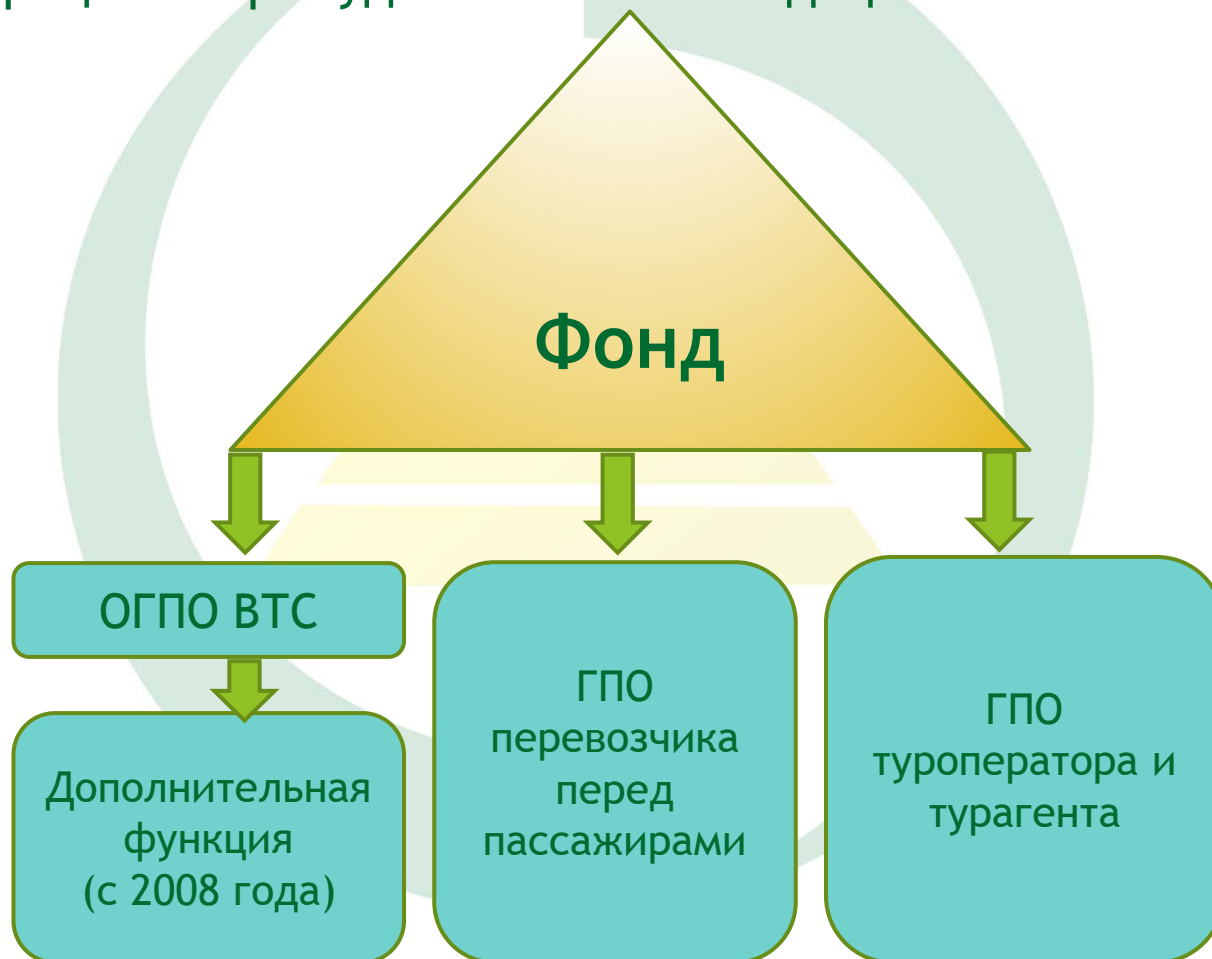 Фонд
ОГПО ВТС
Дополнительная
функция
(с 2008 года)
ГПО
перевозчика
перед
пассажирами
ГПО
туроператора и
турагента